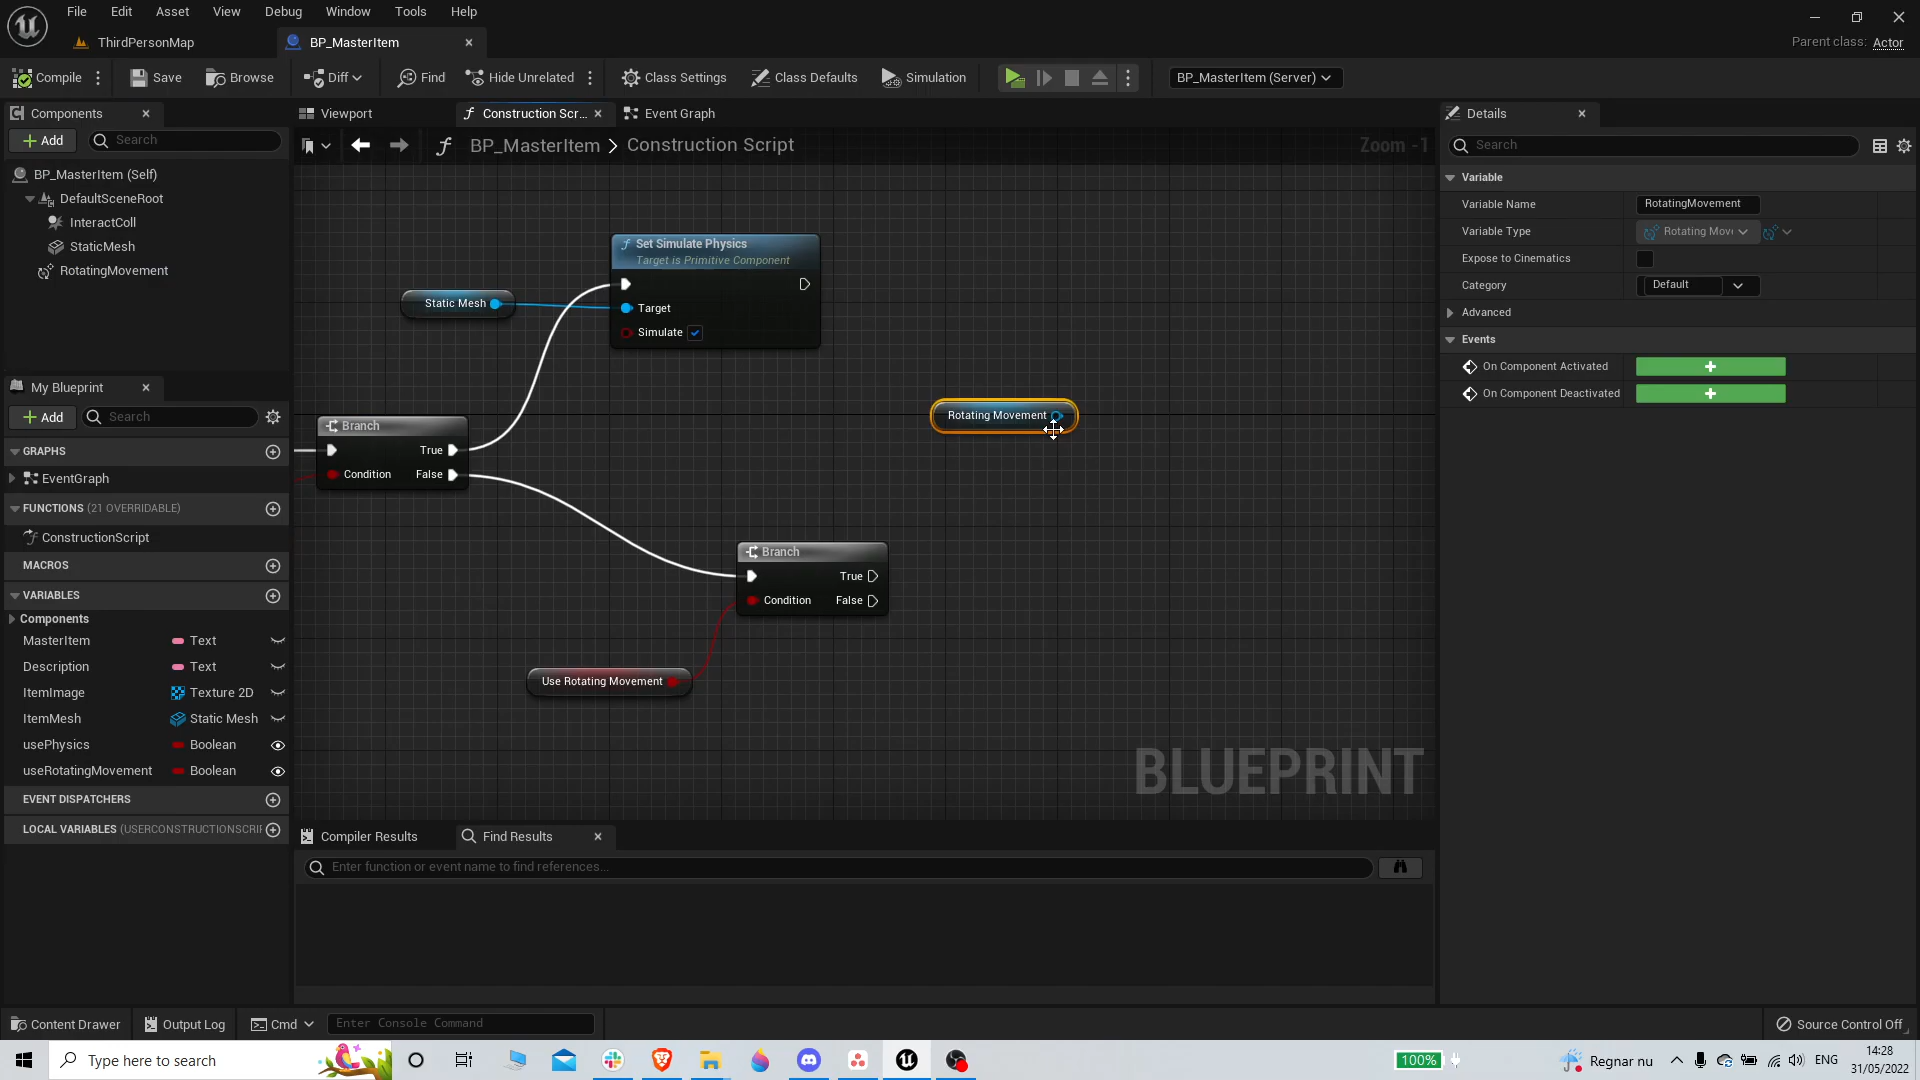 File Edit Asset View Debug Window Tools Help
ThirdPersonMap
BP_MasterItem
Parent class: Actor
Compile
Save
Browse
Diff
Find
Hide Unrelated
Class Settings
Class Defaults
Simulation
BP_MasterItem (Server)
Components
Add
Search
BP_MasterItem (Self)
DefaultSceneRoot
InteractColl
StaticMesh
RotatingMovement
My Blueprint
Add
Search
GRAPHS
EventGraph
FUNCTIONS (21 OVERRIDABLE)
ConstructionScript
MACROS
VARIABLES
Components
MasterItem Text
Description Text
ItemImage Texture 2D
ItemMesh Static Mesh
usePhysics Boolean
useRotatingMovement Boolean
EVENT DISPATCHERS
LOCAL VARIABLES (USERCONSTRUCTIONSCRI
Viewport
Construction Scr...
Event Graph
BP_MasterItem > Construction Script
Zoom -1
Set Simulate Physics
Target is Primitive Component
Static Mesh
Target
Simulate
Rotating Movement
Branch
True
Condition False
Branch
True
Condition False
Use Rotating Movement
BLUEPRINT
Compiler Results
Find Results
Enter function or event name to find references...
Details
Search
Variable
Variable Name RotatingMovement
Variable Type Rotating Mov
Expose to Cinematics
Category Default
Advanced
Events
On Component Activated
On Component Deactivated
Content Drawer
Output Log
Cmd
Enter Console Command
Source Control Off
Type here to search
100%
Regnar nu
ENG
14:28
31/05/2022